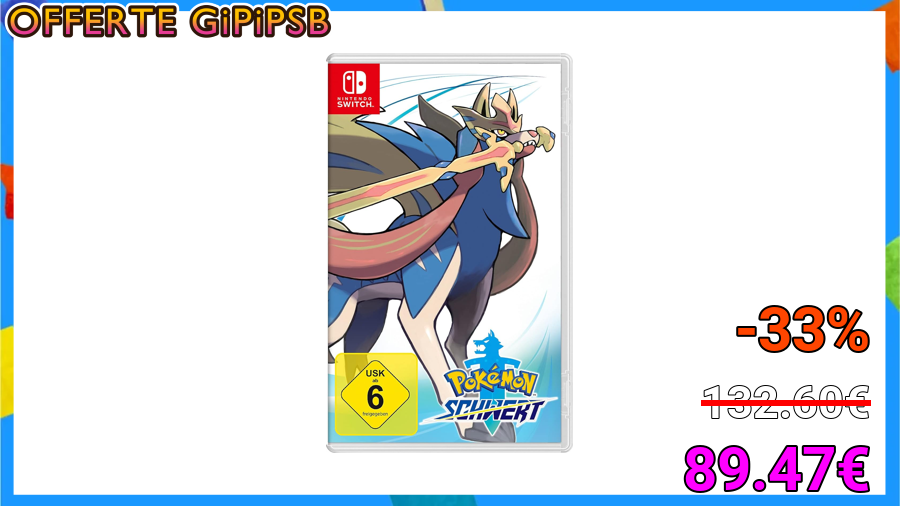 OFFERTE GiPiPSB
NINTENDO
SWITCH.
USK
ab
6
freigegeben
POKéMON
SCHWERT
-33%
132.60€
89.47€